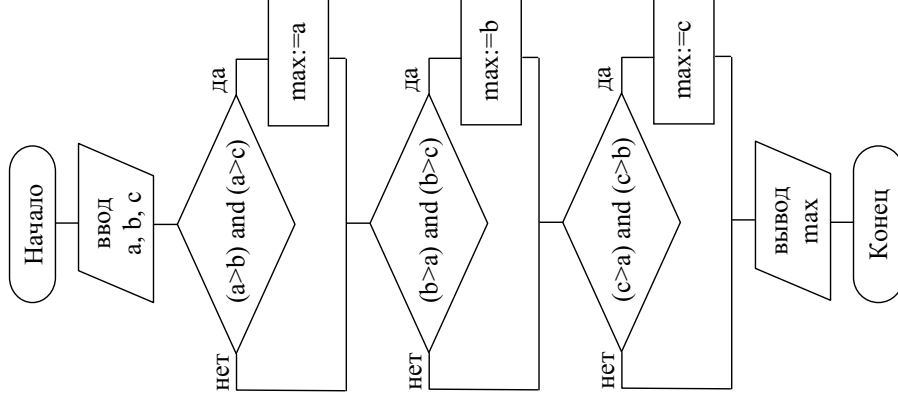 Начало
ввод
a, b, c
(a>b) and (a>c)
нет
да
max:=a
(b>a) and (b>c)
нет
да
max:=b
(c>a) and (c>b)
нет
да
max:=c
вывод
max
Конец